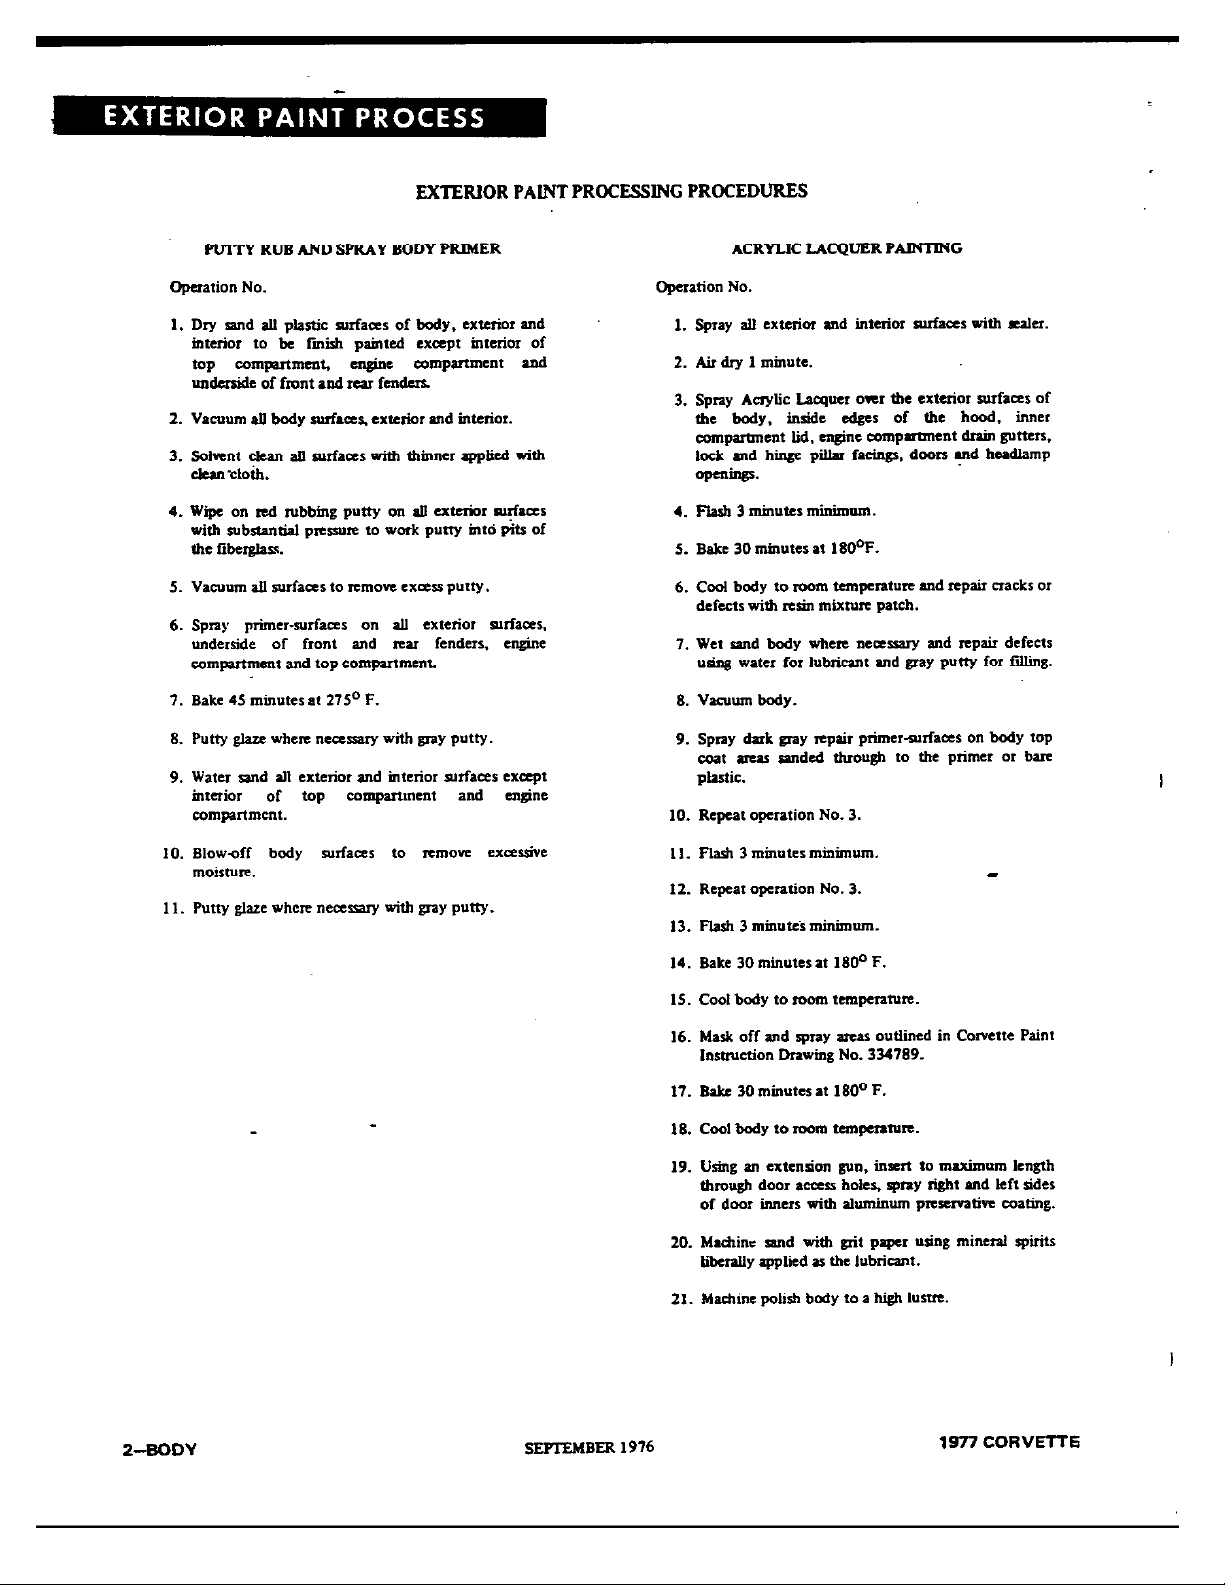 EXTERIOR PAINT PROCESS
EXTERIOR PAINT PROCESSING PROCEDURES
PUTTY RUB AND SPRAY BODY PRIMER
Operation No.
1. Dry sand all plastic surfaces of body, exterior and
interior to be finish painted except interior of
top compartment, engine compartment and
underside of front and rear fenders.
2. Vacuum all body surfaces, exterior and interior.
3. Solvent clean all surfaces with thinner applied with
clean cloth.
4. Wipe on red rubbing putty on all exterior surfaces
with substantial pressure to work putty into pits of
the fiberglass.
5. Vacuum all surfaces to remove excess putty.
6. Spray primer-surfaces on all exterior surfaces,
underside of front and rear fenders, engine
compartment and top compartment.
7. Bake 45 minutes at 275° F.
8. Putty glaze where necessary with gray putty.
9. Water sand all exterior and interior surfaces except
interior of top compartment and engine
compartment.
10. Blow-off body surfaces to remove excessive
moisture.
11. Putty glaze where necessary with gray putty.
ACRYLIC LACQUER PAINTING
Operation No.
1. Spray all exterior and interior surfaces with sealer.
2. Air dry 1 minute.
3. Spray Acrylic Lacquer over the exterior surfaces of
the body, inside edges of the hood, inner
compartment lid, engine compartment drain gutters,
lock and hinge pillar facings, doors and headlamp
openings.
4. Flash 3 minutes minimum.
5. Bake 30 minutes at 180°F.
6. Cool body to room temperature and repair cracks or
defects with resin mixture patch.
7. Wet sand body where necessary and repair defects
using water for lubricant and gray putty for filling.
8. Vacuum body.
9. Spray dark gray repair primer-surfaces on body top
coat areas sanded through to the primer or bare
plastic.
10. Repeat operation No. 3.
11. Flash 3 minutes minimum.
12. Repeat operation No. 3.
13. Flash 3 minutes minimum.
14. Bake 30 minutes at 180° F.
15. Cool body to room temperature.
16. Mask off and spray areas outlined in Corvette Paint
Instruction Drawing No. 334789.
17. Bake 30 minutes at 180° F.
18. Cool body to room temperature.
19. Using an extension gun, insert to maximum length
through door access holes, spray right and left sides
of door inners with aluminum preservative coating.
20. Machine sand with grit paper using mineral spirits
liberally applied as the lubricant.
21. Machine polish body to a high lustre.
2—BODY
SEPTEMBER 1976
1977 CORVETTE